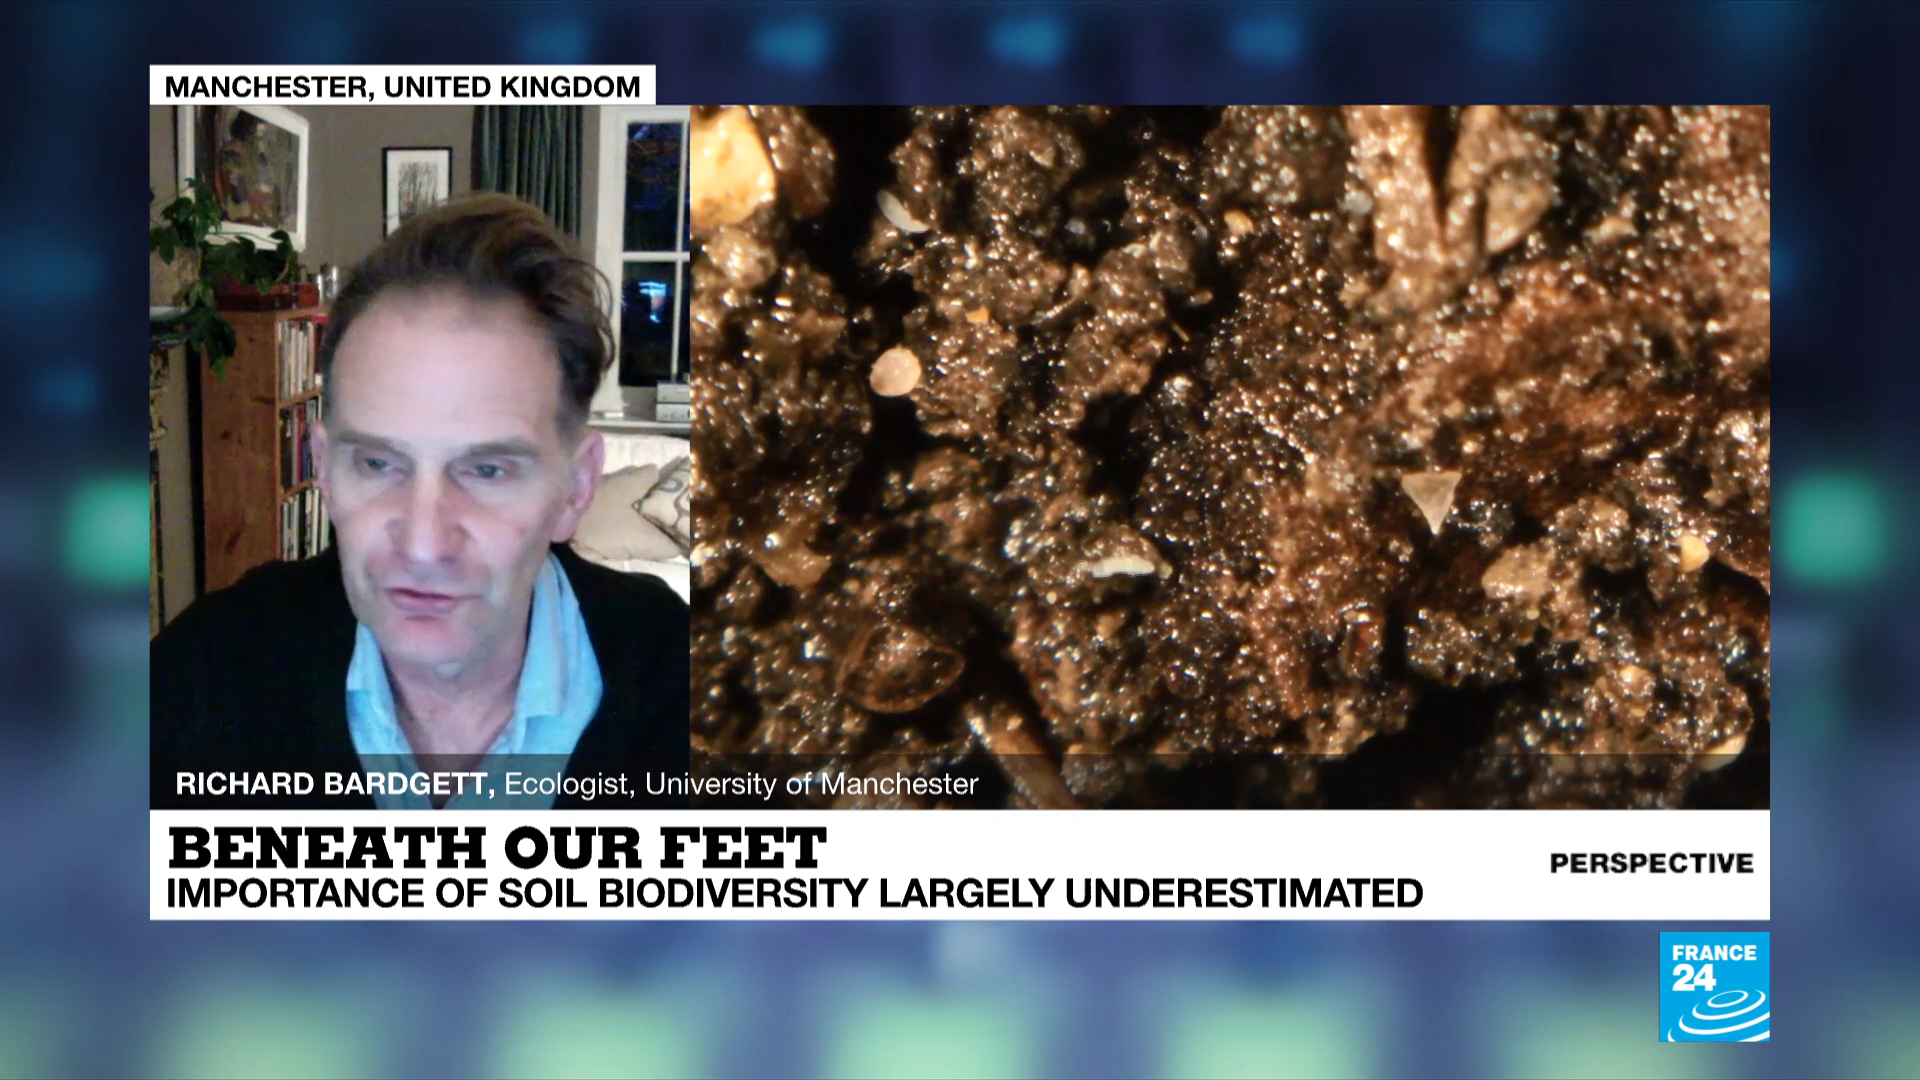 MANCHESTER, UNITED KINGDOM
RICHARD BARDGETT, Ecologist, University of Manchester
BENEATH OUR FEET
IMPORTANCE OF SOIL BIODIVERSITY LARGELY UNDERESTIMATED
PERSPECTIVE
FRANCE
24